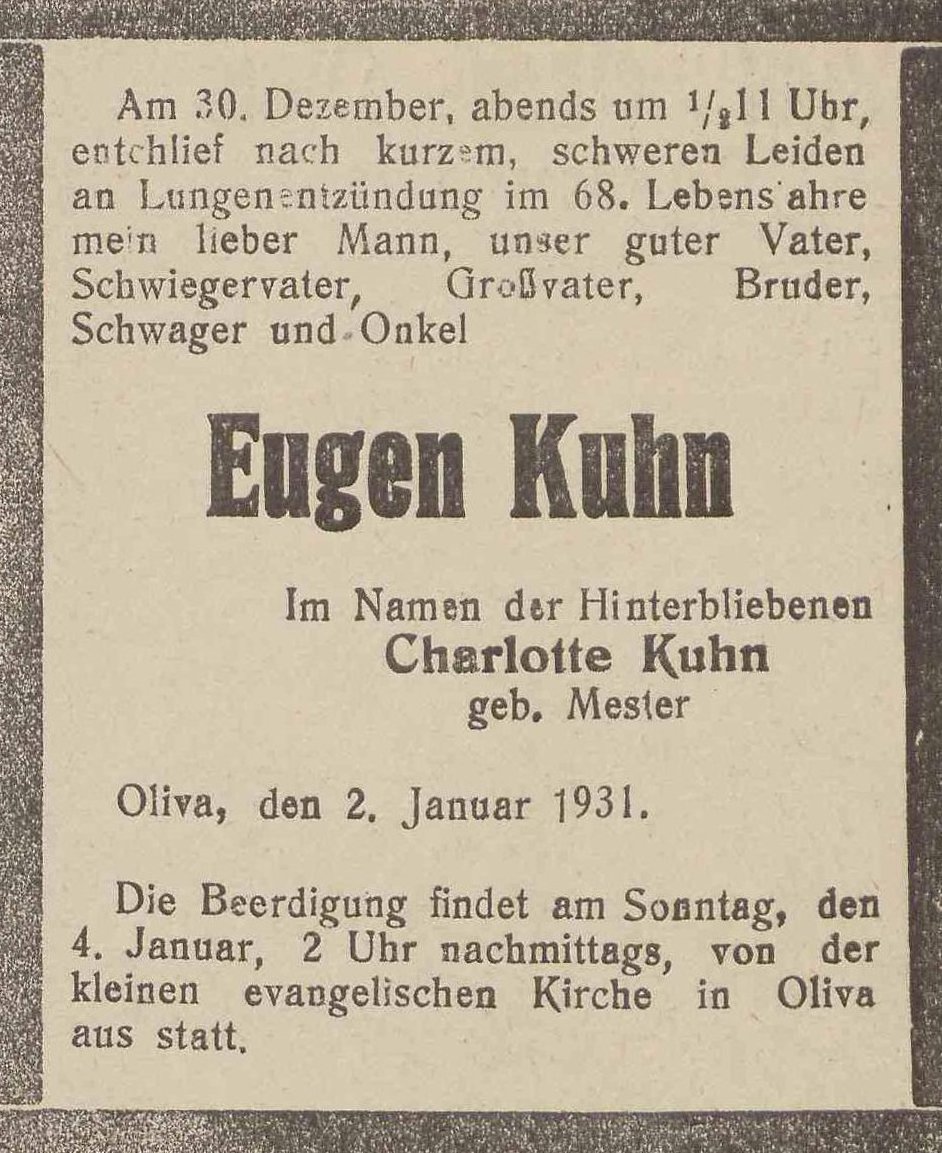 Am 30. Dezember, abends um 1/211 Uhr,
entchlief nach kurzem, schweren Leiden
an Lungenentzündung im 68. Lebens ahre
mein lieber Mann, unser guter Vater,
Schwiegervater, Großvater, Bruder,
Schwager und Onkel
Eugen Kuhn
Im Namen der Hinterbliebenen
Charlotte Kuhn
geb. Mester
Oliva, den 2. Januar 1931.
Die Beerdigung findet am Sonntag, den
4. Januar, 2 Uhr nachmittags, von der
kleinen evangelischen Kirche in Oliva
aus statt.